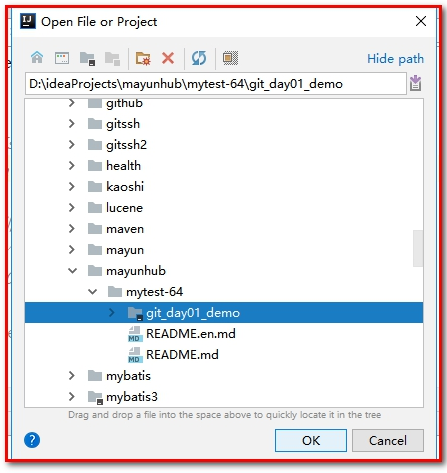 Open File or Project
Hide path
D:\ideaProjects\mayunhub\mytest-64\git_day01_demo
github
gitssh
gitssh2
health
kaoshi
lucene
maven
mayun
mayunhub
mytest-64
git_day01_demo
MD README.en.md
MD README.md
mybatis
mybatis3
Drag and drop a file into the space above to quickly locate it in the tree
?
OK
Cancel